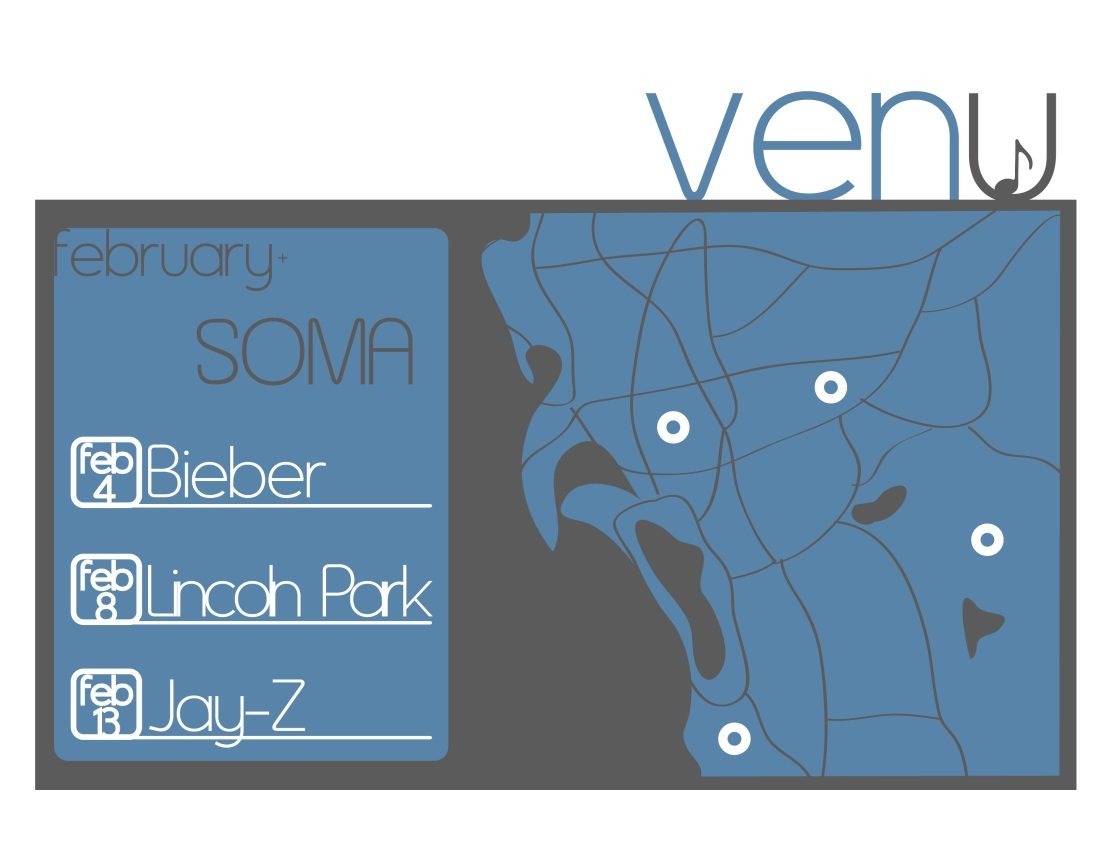 venu
february+
SOMA
feb 4 Bieber
feb 8 Lincoln Park
feb 13 Jay-Z